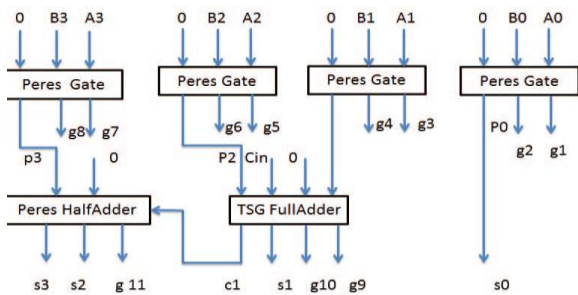 0 B3 A3 0 B2 A2 0 B1 A1 0 B0 A0
Peres Gate Peres Gate Peres Gate Peres Gate
g8 g7 g6 g5 g4 g3 P0 g2 g1
p3 0 P2 Cin 0
Peres HalfAdder TSG FullAdder
s3 s2 g 11 c1 s1 g10 g9 s0